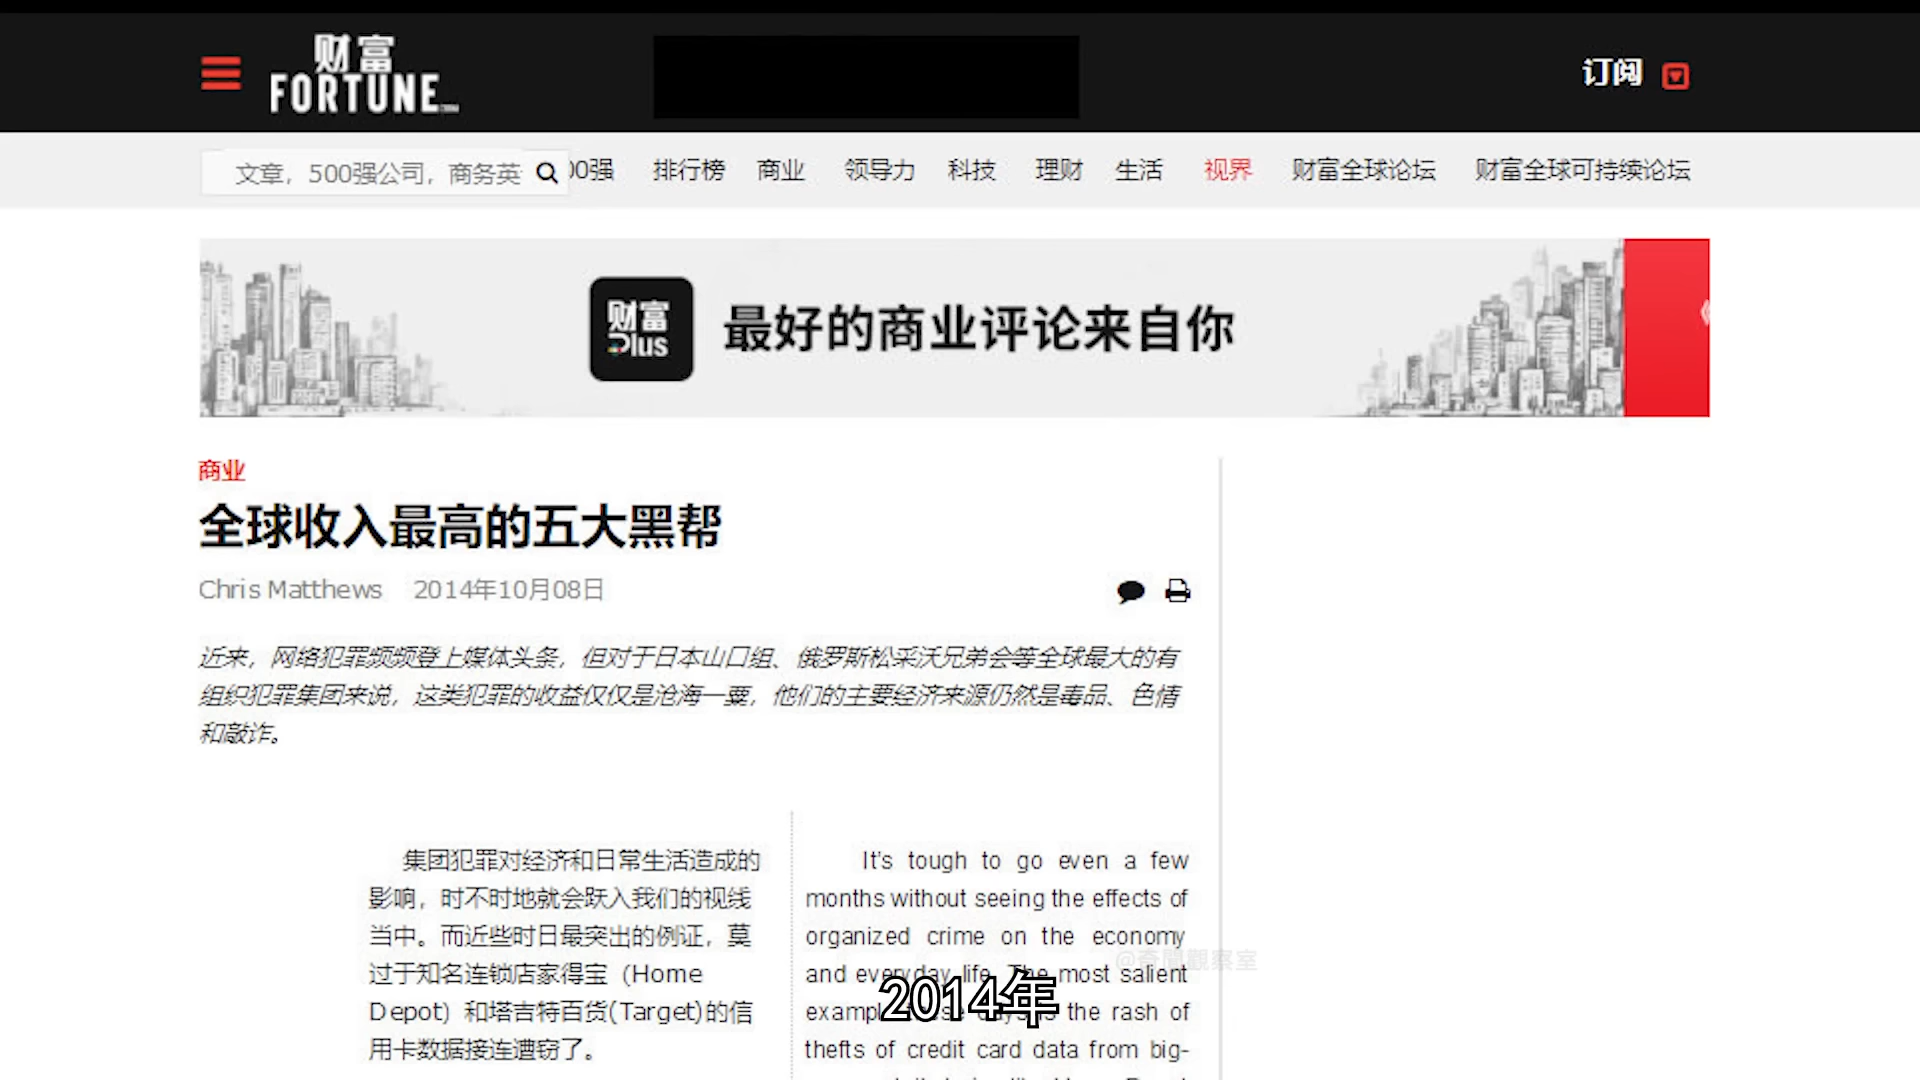 财富
FORTUNE
订阅
文章，500强公司，商务英
00强 排行榜 商业 领导力 科技 理财 生活 视界 财富全球论坛 财富全球可持续论坛
财富
Plus
最好的商业评论来自你
商业
全球收入最高的五大黑帮
Chris Matthews 2014年10月08日
近来，网络犯罪频频登上媒体头条，但对于日本山口组、俄罗斯松采沃兄弟会等全球最大的有
组织犯罪集团来说，这类犯罪的收益仅仅是沧海一粟，他们的主要经济来源仍然是毒品、色情
和敲诈。
集团犯罪对经济和日常生活造成的
影响，时不时地就会跃入我们的视线
当中。而近些时日最突出的例证，莫
过于知名连锁店家得宝（Home
Depot）和塔吉特百货(Target)的信
用卡数据接连遭窃了。
It's tough to go even a few
months without seeing the effects of
organized crime on the economy
and everyday life. The most salient
the rash of
thefts of credit card data from big-
@奇聞觀察室
2014年